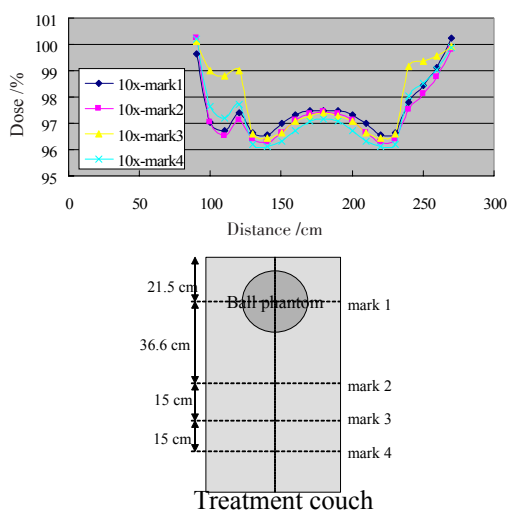 101
100
99
98
97
96
95
Dose /%
10x-mark1
10x-mark2
10x-mark3
10x-mark4
0 50 100 150 200 250 300
Distance /cm
21.5 cm
Ball phantom
mark 1
36.6 cm
mark 2
15 cm
mark 3
15 cm
mark 4
Treatment couch